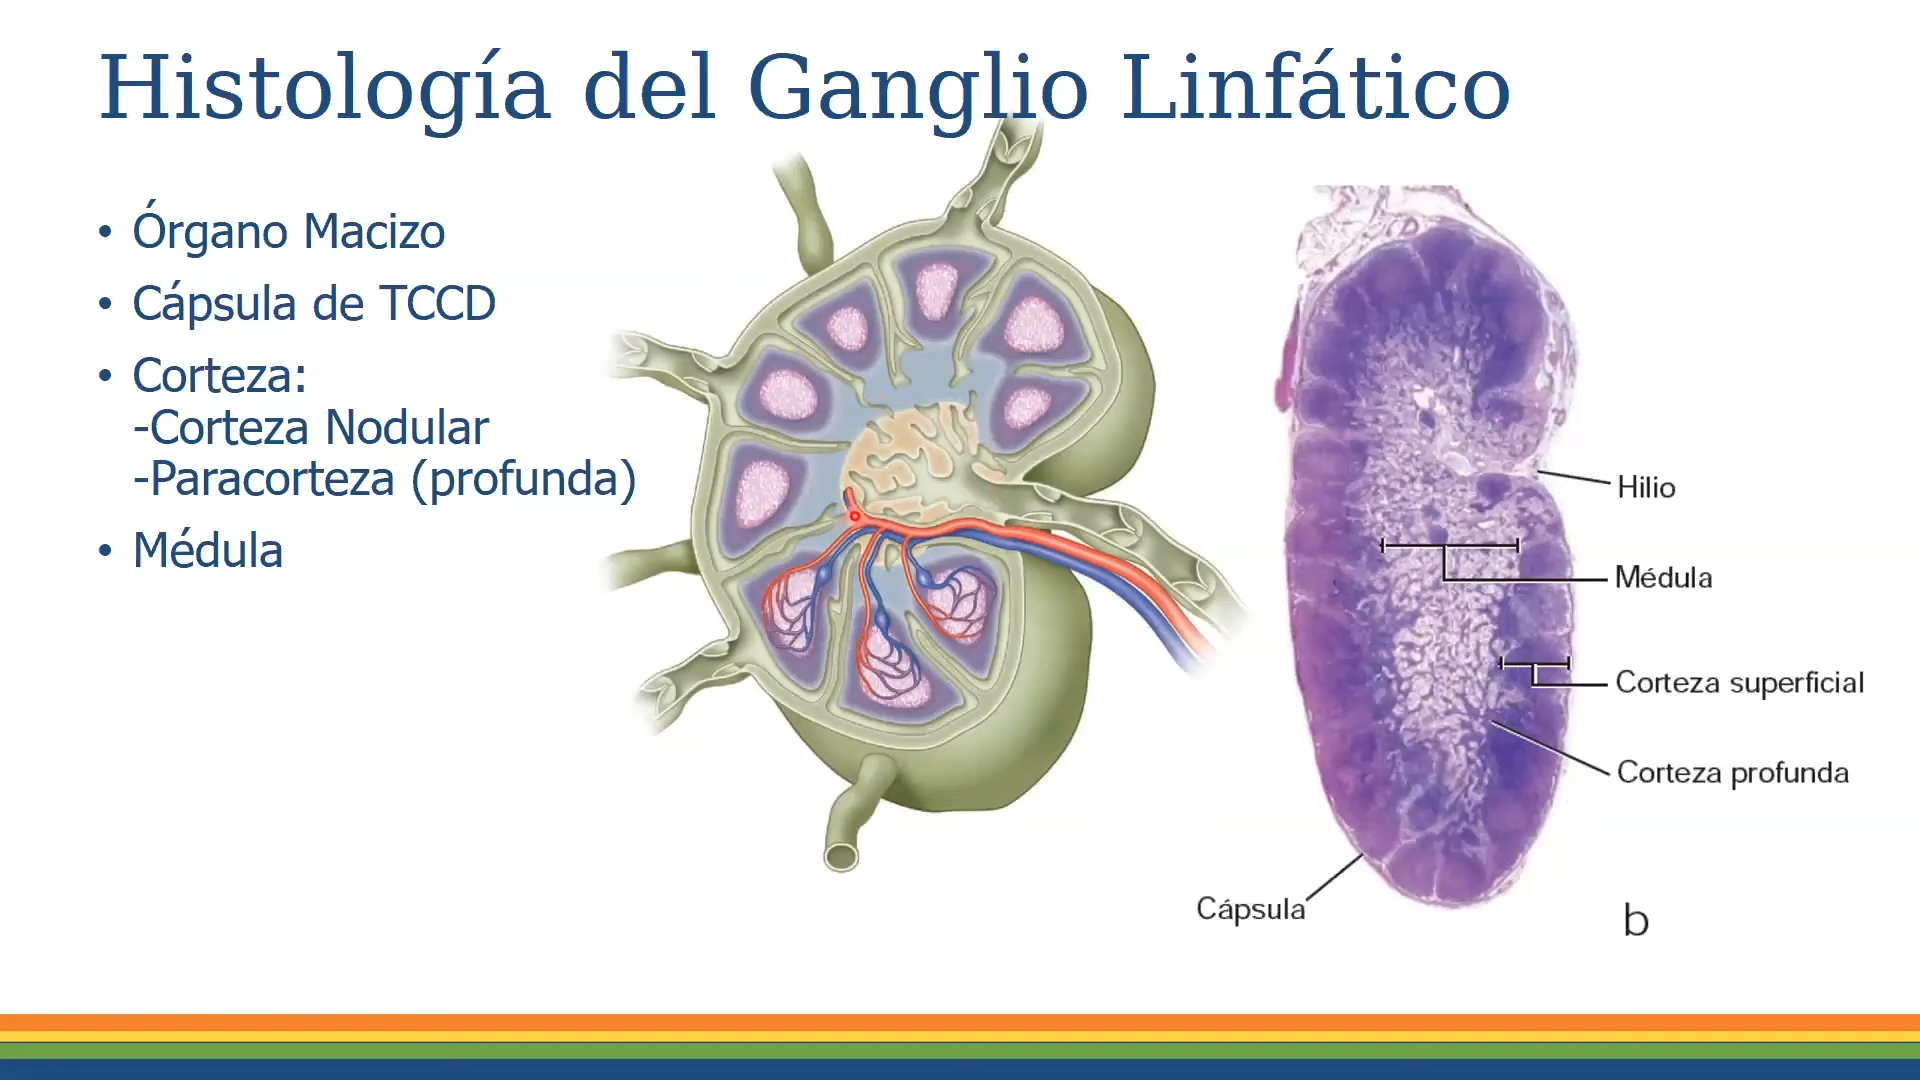 Histología del Ganglio Linfático
• Órgano Macizo
• Cápsula de TCCD
• Corteza:
-Corteza Nodular
-Paracorteza (profunda)
• Médula
Hilio
Médula
Corteza superficial
Corteza profunda
Cápsula
b